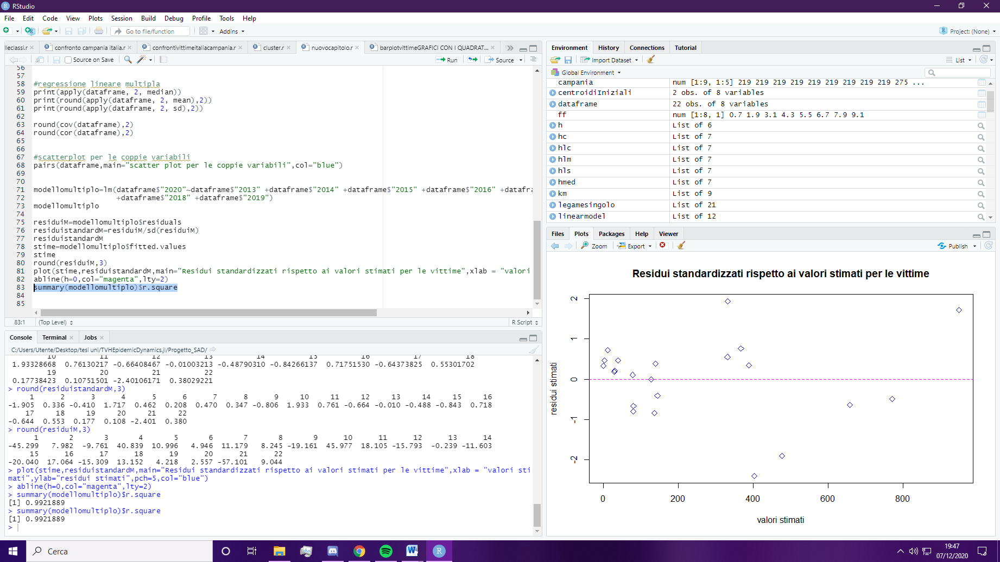 RStudio
File Edit Code View Plots Session Build Debug Profile Tools Help
Go to file/function Addins Project: (None)
lleclassi.r confronto campania italia.r confrontivittimeitaliacampania.r cluster.r nuovocapitolo.r barplotvittimeGRAFICI CON I QUADRAT...
Source on Save Run Source
56
57
58 #regressione lineare multipla
59 print(apply(dataframe, 2, median))
60 print(round(apply(dataframe, 2, mean),2))
61 print(round(apply(dataframe, 2, sd),2))
62
63 round(cov(dataframe),2)
64 round(cor(dataframe),2)
65
66
67 #scatterplot per le coppie variabili
68 pairs(dataframe,main="scatter plot per le coppie variabili",col="blue")
69
70
71 modellomultiplo=lm(dataframe$"2020"~dataframe$"2013" +dataframe$"2014" +dataframe$"2015" +dataframe$"2016" +datafra
72 +dataframe$"2018" +dataframe$"2019")
73 modellomultiplo
74
75 residuiM=modellomultiplo$residuals
76 residuistandardM=residuiM/sd(residuiM)
77 residuistandardM
78 stime=modellomultiplo$fitted.values
79 stime
80 round(residuiM,3)
81 plot(stime,residuistandardM,main="Residui standardizzati rispetto ai valori stimati per le vittime",xlab = "valori
82 abline(h=0,col="magenta",lty=2)
83 summary(modellomultiplo)$r.square
84
85
83:1 (Top Level) R Script
Console Terminal Jobs
C:/Users/Utente/Desktop/tesi uni/TVHEpidemicDynamics.jl/Progetto_SAD/
10 11 12 13 14 15 16 17 18
1.93328668 0.76130217 -0.66408467 -0.01003213 -0.48790310 -0.84266137 0.71751530 -0.64373825 0.55301702
19 20 21 22
0.17738423 0.10751501 -2.40106171 0.38029221
> round(residuistandardM,3)
1 2 3 4 5 6 7 8 9 10 11 12 13 14 15 16
-1.905 0.336 -0.410 1.717 0.462 0.208 0.470 0.347 -0.806 1.933 0.761 -0.664 -0.010 -0.488 -0.843 0.718
17 18 19 20 21 22
-0.644 0.553 0.177 0.108 -2.401 0.380
> round(residuiM,3)
1 2 3 4 5 6 7 8 9 10 11 12 13 14
-45.299 7.982 -9.761 40.839 10.996 4.946 11.179 8.245 -19.161 45.977 18.105 -15.793 -0.239 -11.603
15 16 17 18 19 20 21 22
-20.040 17.064 -15.309 13.152 4.218 2.557 -57.101 9.044
> plot(stime,residuistandardM,main="Residui standardizzati rispetto ai valori stimati per le vittime",xlab = "valori sti
mati",ylab="residui stimati",pch=5,col="blue")
> abline(h=0,col="magenta",lty=2)
> summary(modellomultiplo)$r.square
[1] 0.9921889
> summary(modellomultiplo)$r.square
[1] 0.9921889
>
Environment History Connections Tutorial
Import Dataset List
Global Environment
campania num [1:9, 1:5] 219 219 219 219 219 219 219 219 219 275 ...
centroidiIniziali 2 obs. of 8 variables
dataframe 22 obs. of 8 variables
ff num [1:8, 1] 0.7 1.9 3.1 4.3 5.5 6.7 7.9 9.1
h List of 6
hc List of 7
hlc List of 7
hlm List of 7
hls List of 7
hmed List of 7
km List of 9
legamesingolo List of 21
linearmodel List of 12
Files Plots Packages Help Viewer
Zoom Export Publish
Residui standardizzati rispetto ai valori stimati per le vittime
residui stimati
2
1
0
-1
-2
0 200 400 600 800
valori stimati
Cerca
19:47
07/12/2020